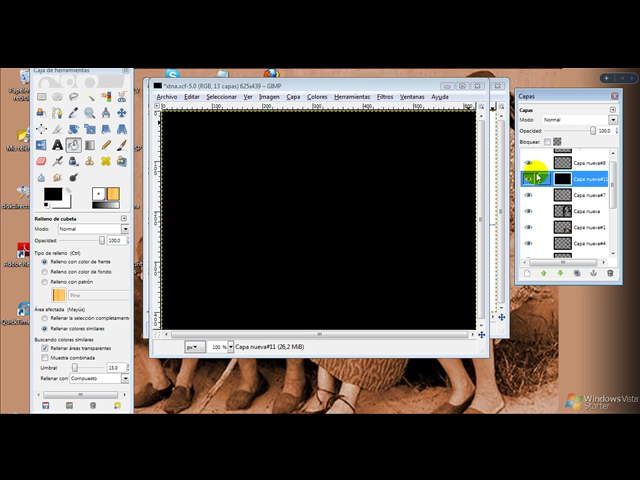 Caja de herramientas
*xtna.xcf-5.0 (RGB, 13 capas) 625x439 – GIMP
Archivo Editar Seleccionar Ver Imagen Capa Colores Herramientas Filtros Ventanas Ayuda
Capas
Capas
Modo: Normal
Opacidad: 100,0
Bloquear:
Capa nueva#8
Capa nueva#11
Capa nueva#7
Capa nueva
Capa nueva#1
Capa nueva#4
Relleno de cubeta
Modo: Normal
Opacidad: 100,0
Tipo de relleno (Ctrl)
Relleno con color de frente
Relleno con color de fondo
Relleno con patrón
Pine
Área afectada (Mayús)
Rellenar la selección completamente
Rellenar colores similares
Buscando colores similares
Rellenar áreas transparentes
Muestra combinada
Umbral: 15,0
Rellenar con: Compuesto
px 100 % Capa nueva#11 (26,2 MiB)
Windows Vista
Starter